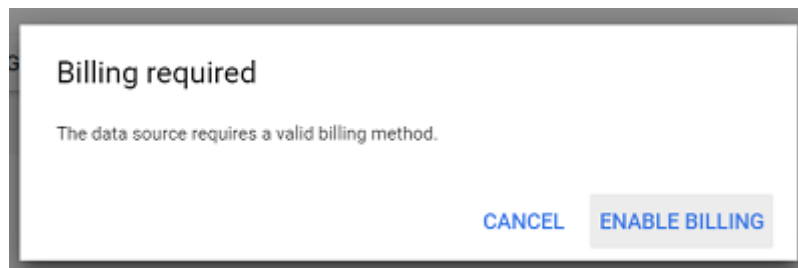 Billing required
The data source requires a valid billing method.
CANCEL ENABLE BILLING